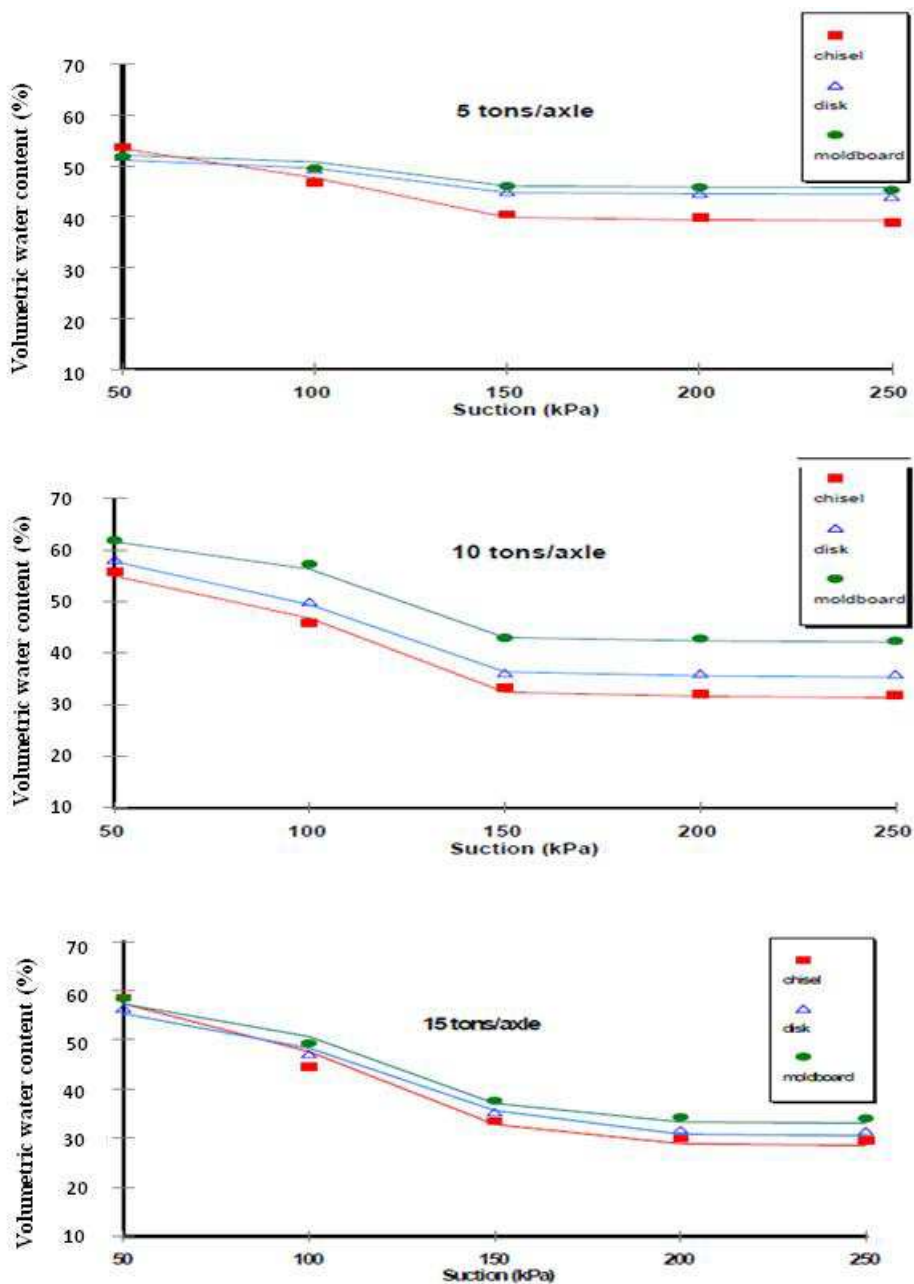 chisel
disk
moldboard
5 tons/axle
Volumetric water content (%)
70
60
50
40
30
20
10
50 100 150 200 250
Suction (kPa)
chisel
disk
moldboard
10 tons/axle
Volumetric water content (%)
70
60
50
40
30
20
10
50 100 150 200 250
Suction (kPa)
chisel
disk
moldboard
15 tons/axle
Volumetric water content (%)
70
60
50
40
30
20
10
50 100 150 200 250
Suction (kPa)